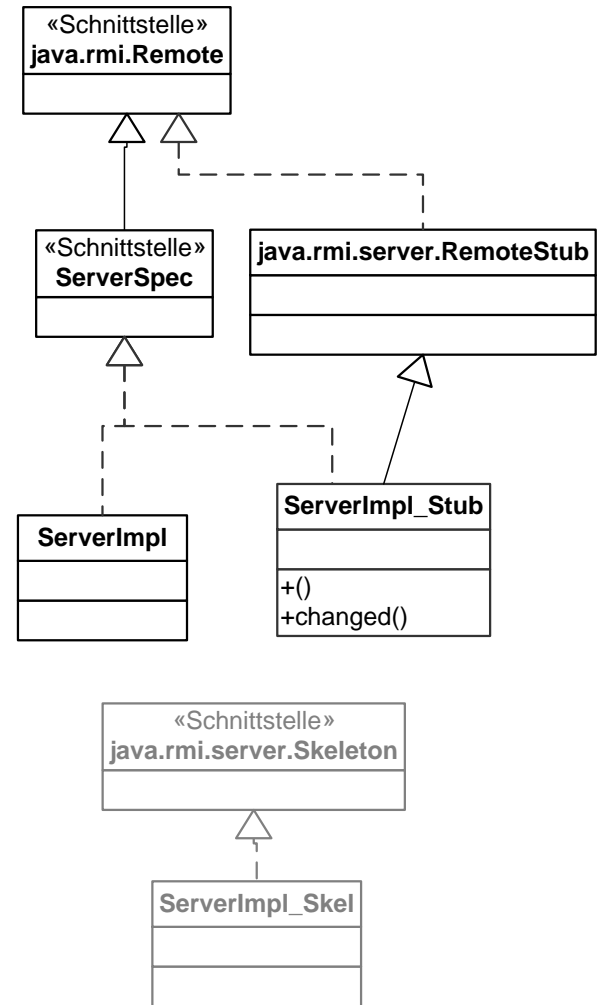 «Schnittstelle»
java.rmi.Remote
«Schnittstelle»
ServerSpec
java.rmi.server.RemoteStub
ServerImpl
ServerImpl_Stub
+()
+changed()
«Schnittstelle»
java.rmi.server.Skeleton
ServerImpl_Skel